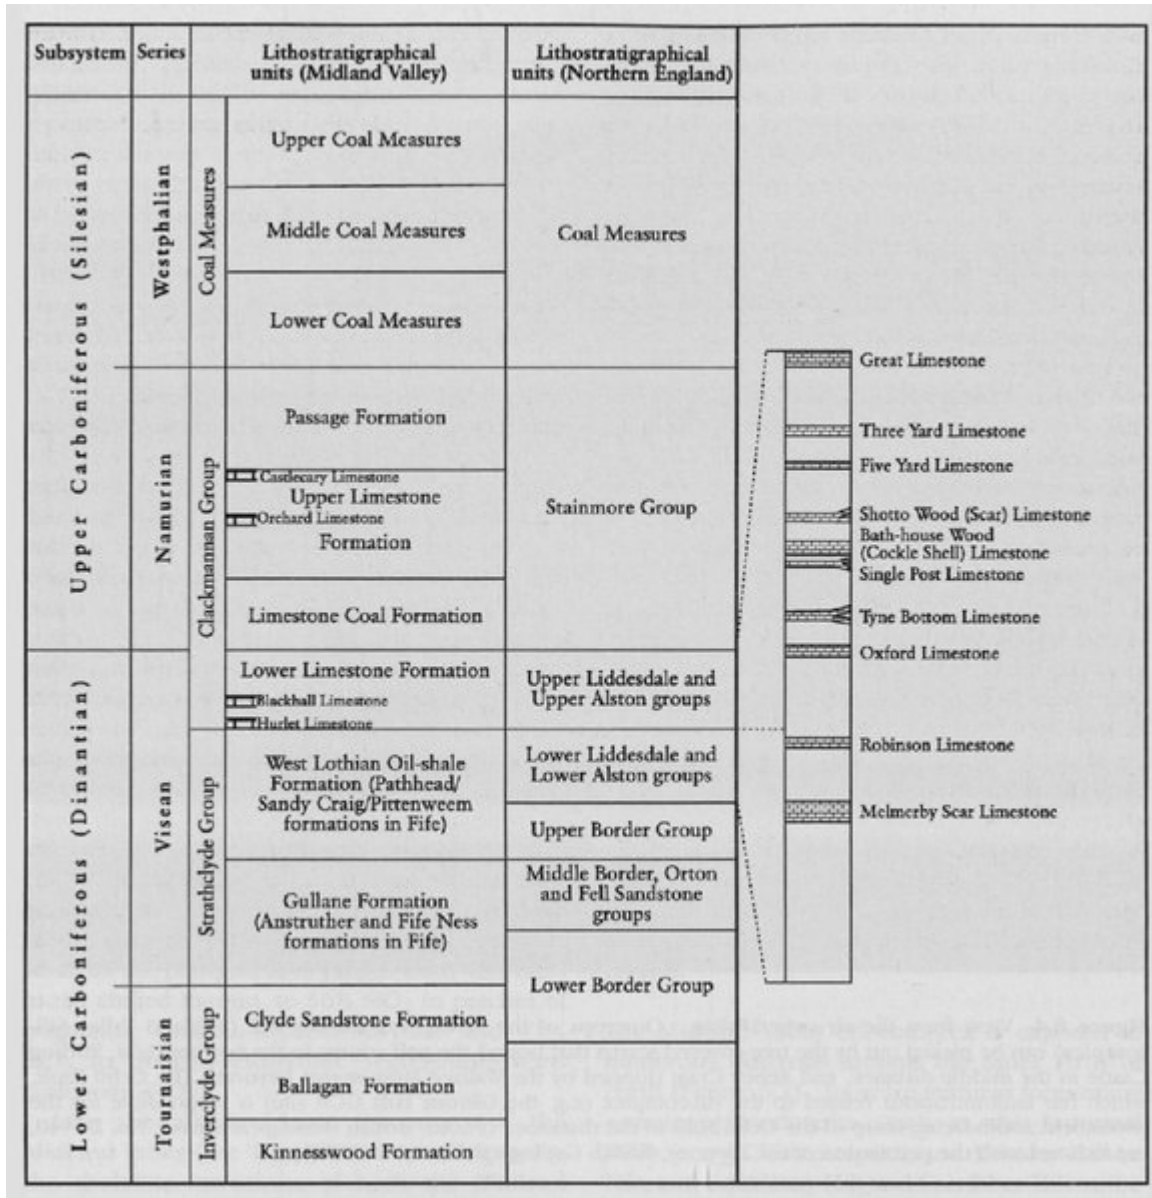 Subsystem
Series
Lithostratigraphical
units (Midland Valley)
Lithostratigraphical
units (Northern England)
Upper Carboniferous (Silesian)
Lower Carboniferous (Dinantian)
Westphalian
Namurian
Visean
Tournaisian
Coal Measures
Clackmannan Group
Strathclyde Group
Inverclyde Group
Upper Coal Measures
Middle Coal Measures
Lower Coal Measures
Passage Formation
Castlecary Limestone
Upper Limestone
Orchard Limestone
Formation
Limestone Coal Formation
Lower Limestone Formation
Blackhall Limestone
Hurlet Limestone
West Lothian Oil-shale
Formation (Pathhead/
Sandy Craig/Pittenweem
formations in Fife)
Gullane Formation
(Anstruther and Fife Ness
formations in Fife)
Clyde Sandstone Formation
Ballagan Formation
Kinnesswood Formation
Coal Measures
Stainmore Group
Upper Liddesdale and
Upper Alston groups
Lower Liddesdale and
Lower Alston groups
Upper Border Group
Middle Border, Orton
and Fell Sandstone
groups
Lower Border Group
Great Limestone
Three Yard Limestone
Five Yard Limestone
Shotto Wood (Scar) Limestone
Bath-house Wood
(Cockle Shell) Limestone
Single Post Limestone
Tyne Bottom Limestone
Oxford Limestone
Robinson Limestone
Melmerby Scar Limestone